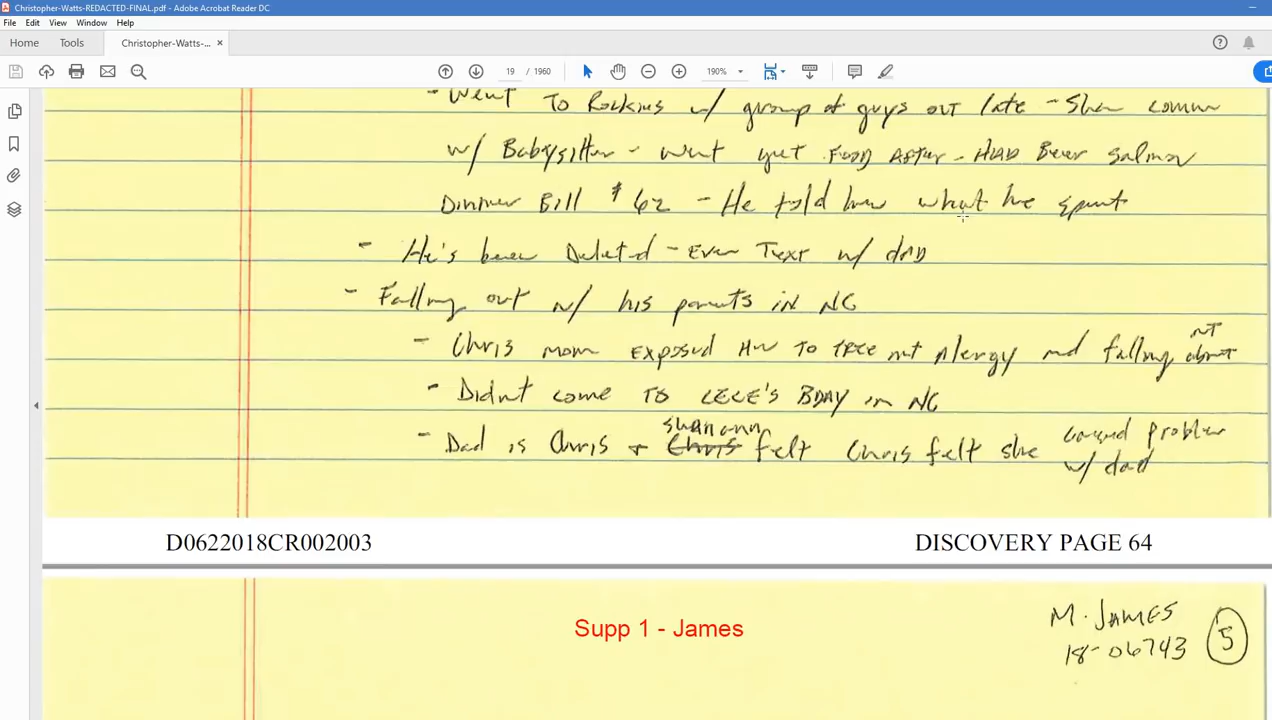 Christopher-Watts-REDACTED-FINAL.pdf - Adobe Acrobat Reader DC
File Edit View Window Help
Home Tools Christopher-Watts-... ×
19 / 1960 190%
- Went To Rockies w/ group of guys out late - Shan comm
w/ Babysitter - went get Food After - HAD Beer salmon
Dinner Bill $62 - He told her what he spent
- He's been Deleted - Even Text w/ dAD
- Falling out w/ his parents in NC
- Chris mom exposed to tree nut Alergy and falling nt about
- Didnt come TO CECE'S BDAY in NC
- Dad is Chris + Chris shanann felt Chris felt she caused problem
w/ dad
D0622018CR002003 DISCOVERY PAGE 64
Supp 1 - James
M. JAMES
18-06743 5